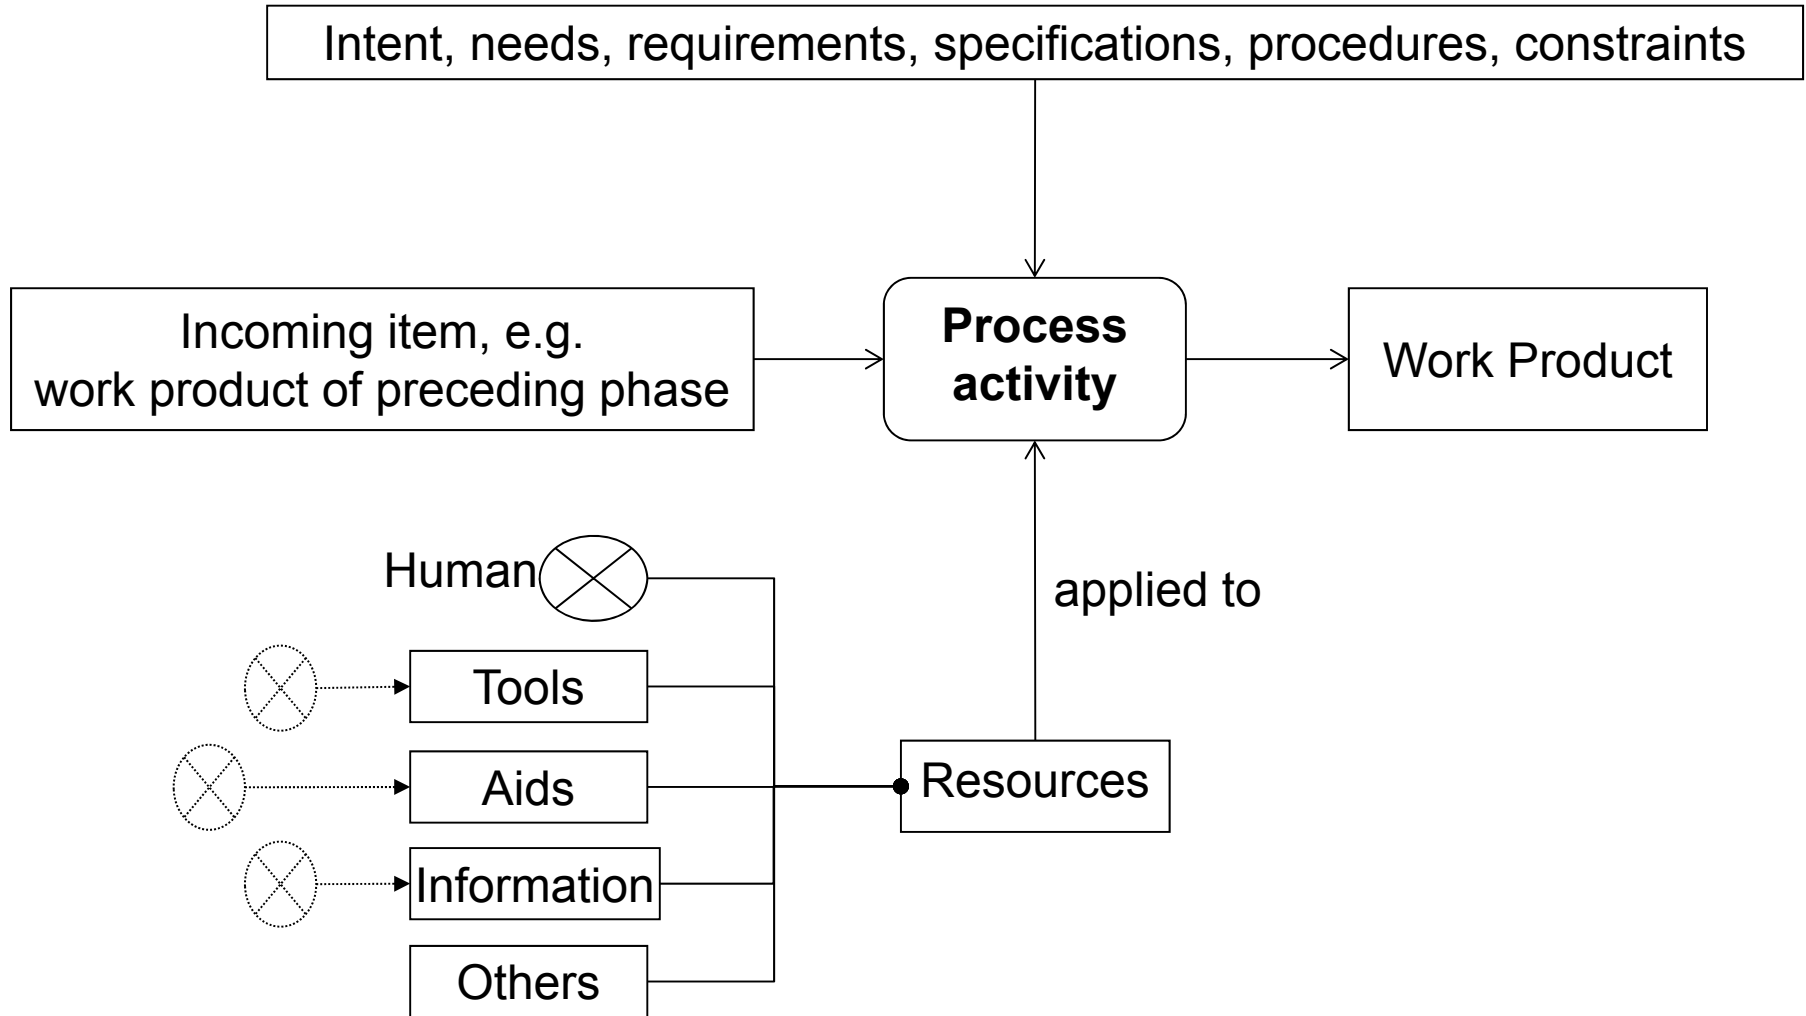 Intent, needs, requirements, specifications, procedures, constraints
Incoming item, e.g.
work product of preceding phase
Process
activity
Work Product
Human
applied to
Tools
Aids
Resources
Information
Others